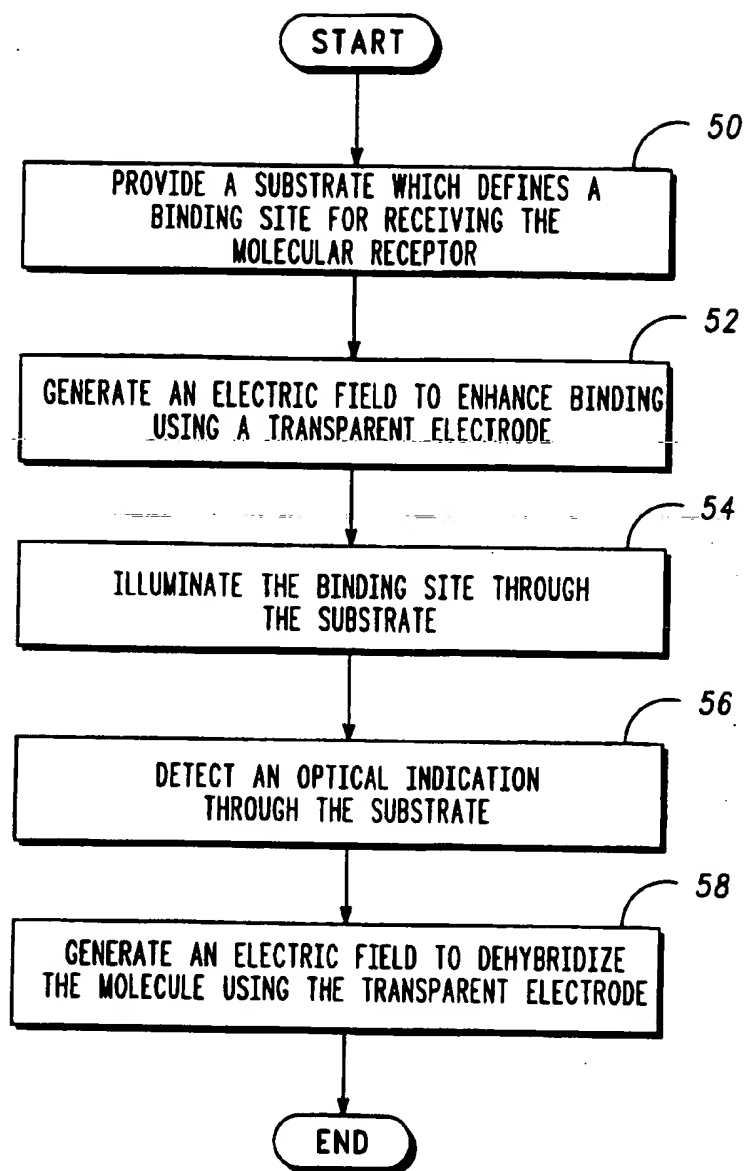 START
50
PROVIDE A SUBSTRATE WHICH DEFINES A
BINDING SITE FOR RECEIVING THE
MOLECULAR RECEPTOR
52
GENERATE AN ELECTRIC FIELD TO ENHANCE BINDING
USING A TRANSPARENT ELECTRODE
54
ILLUMINATE THE BINDING SITE THROUGH
THE SUBSTRATE
56
DETECT AN OPTICAL INDICATION
THROUGH THE SUBSTRATE
58
GENERATE AN ELECTRIC FIELD TO DEHYBRIDIZE
THE MOLECULE USING THE TRANSPARENT ELECTRODE
END